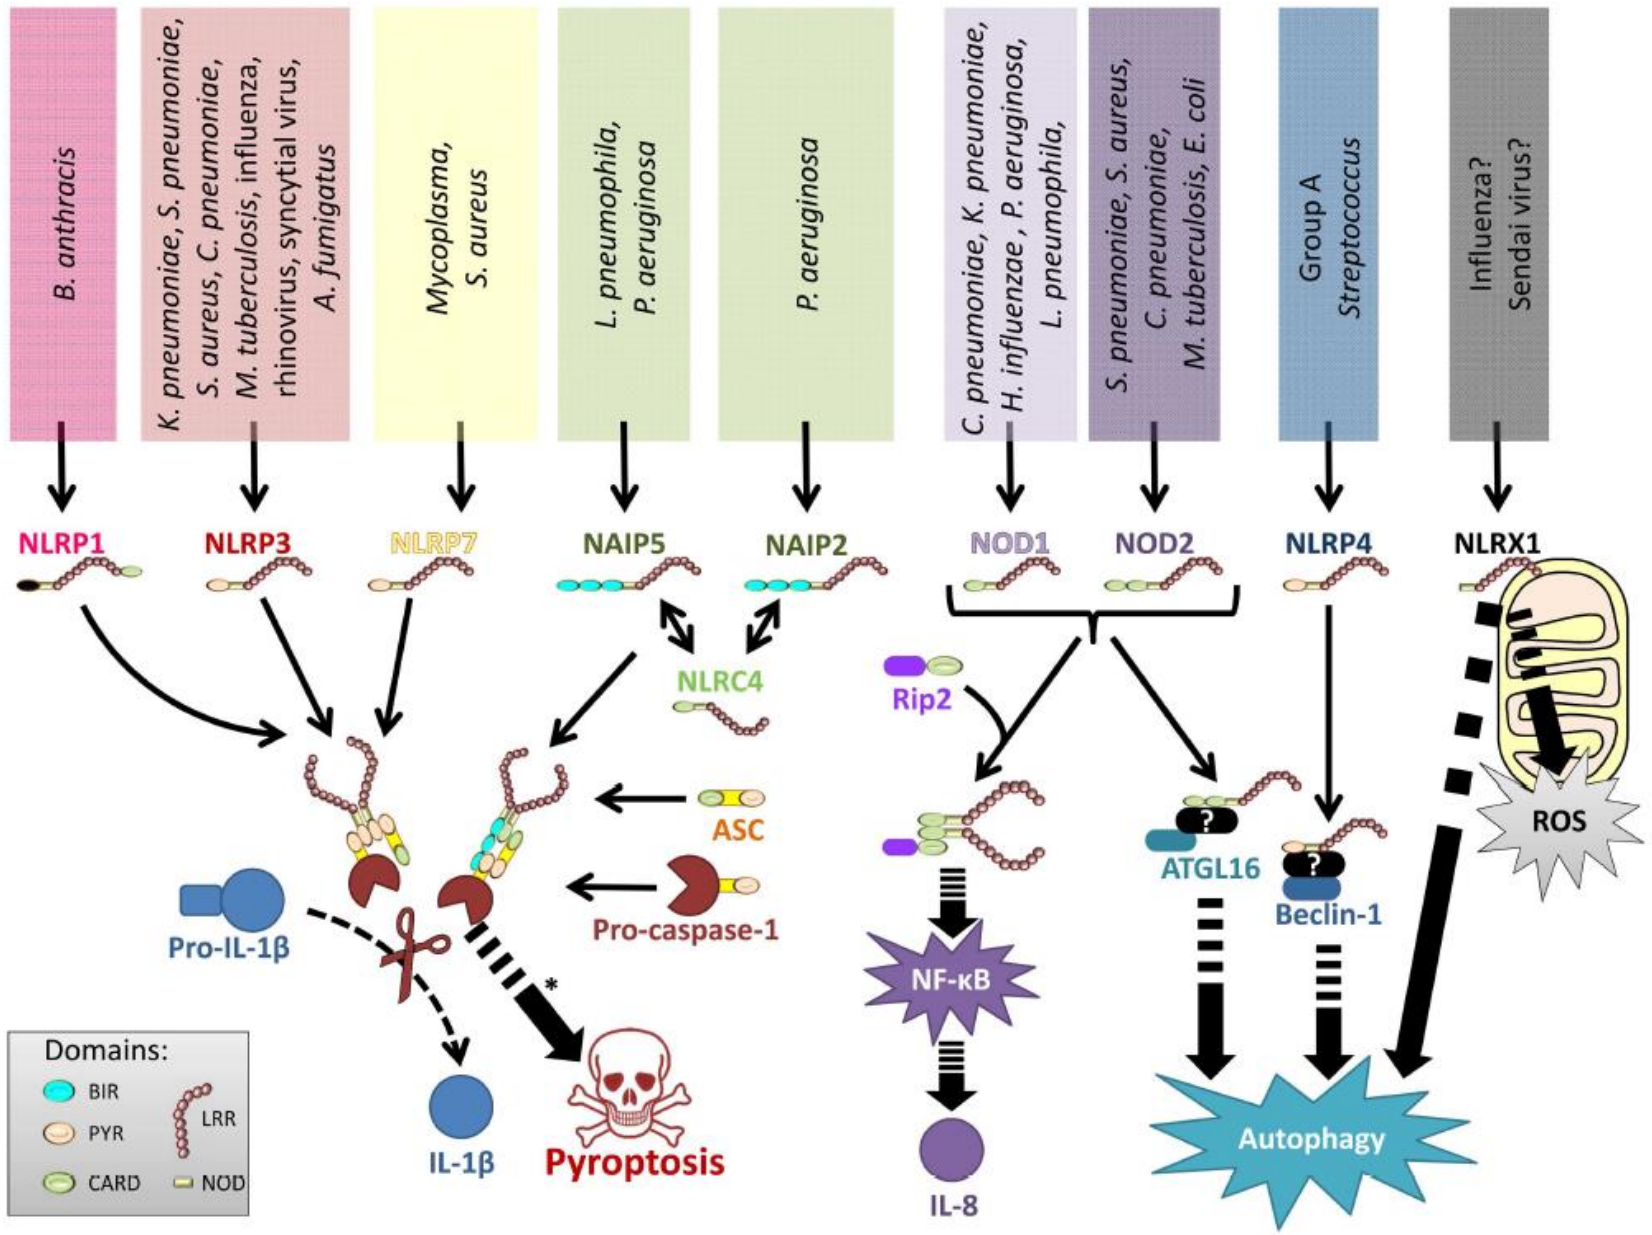 B. anthracis
K. pneumoniae, S. pneumoniae,
S. aureus, C. pneumoniae,
M. tuberculosis, influenza,
rhinovirus, syncytial virus,
A. fumigatus
Mycoplasma,
S. aureus
L. pneumophila,
P. aeruginosa
P. aeruginosa
C. pneumoniae, K. pneumoniae,
H. influenzae , P. aeruginosa,
L. pneumophila,
S. pneumoniae, S. aureus,
C. pneumoniae,
M. tuberculosis, E. coli
Group A
Streptococcus
Influenza?
Sendai virus?
NLRP1
NLRP3
NLRP7
NAIP5
NAIP2
NOD1
NOD2
NLRP4
NLRX1
NLRC4
Rip2
ASC
Pro-caspase-1
Pro-IL-1β
*
IL-1β
Pyroptosis
NF-κB
IL-8
?
ATGL16
?
Beclin-1
ROS
Autophagy
Domains:
BIR
PYR
CARD
LRR
NOD